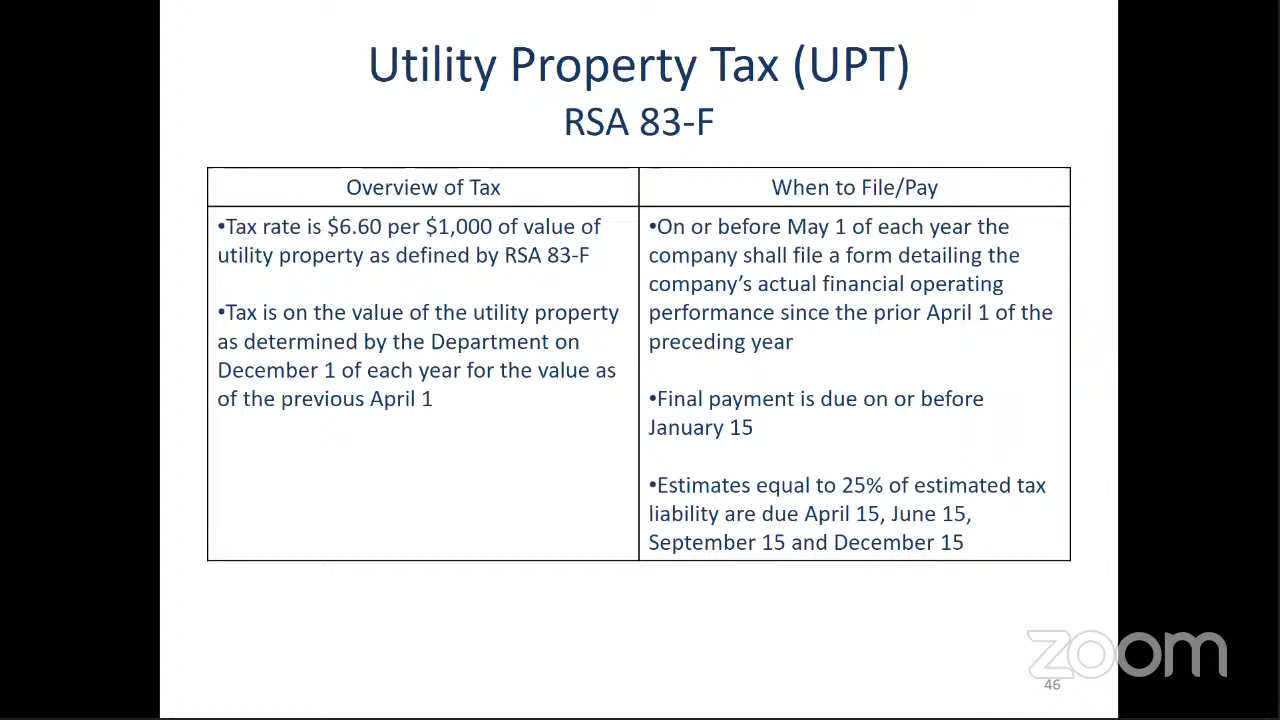 Utility Property Tax (UPT)
RSA 83-F
Overview of Tax
•Tax rate is $6.60 per $1,000 of value of
utility property as defined by RSA 83-F
•Tax is on the value of the utility property
as determined by the Department on
December 1 of each year for the value as
of the previous April 1
When to File/Pay
•On or before May 1 of each year the
company shall file a form detailing the
company’s actual financial operating
performance since the prior April 1 of the
preceding year
•Final payment is due on or before
January 15
•Estimates equal to 25% of estimated tax
liability are due April 15, June 15,
September 15 and December 15
zoom
46